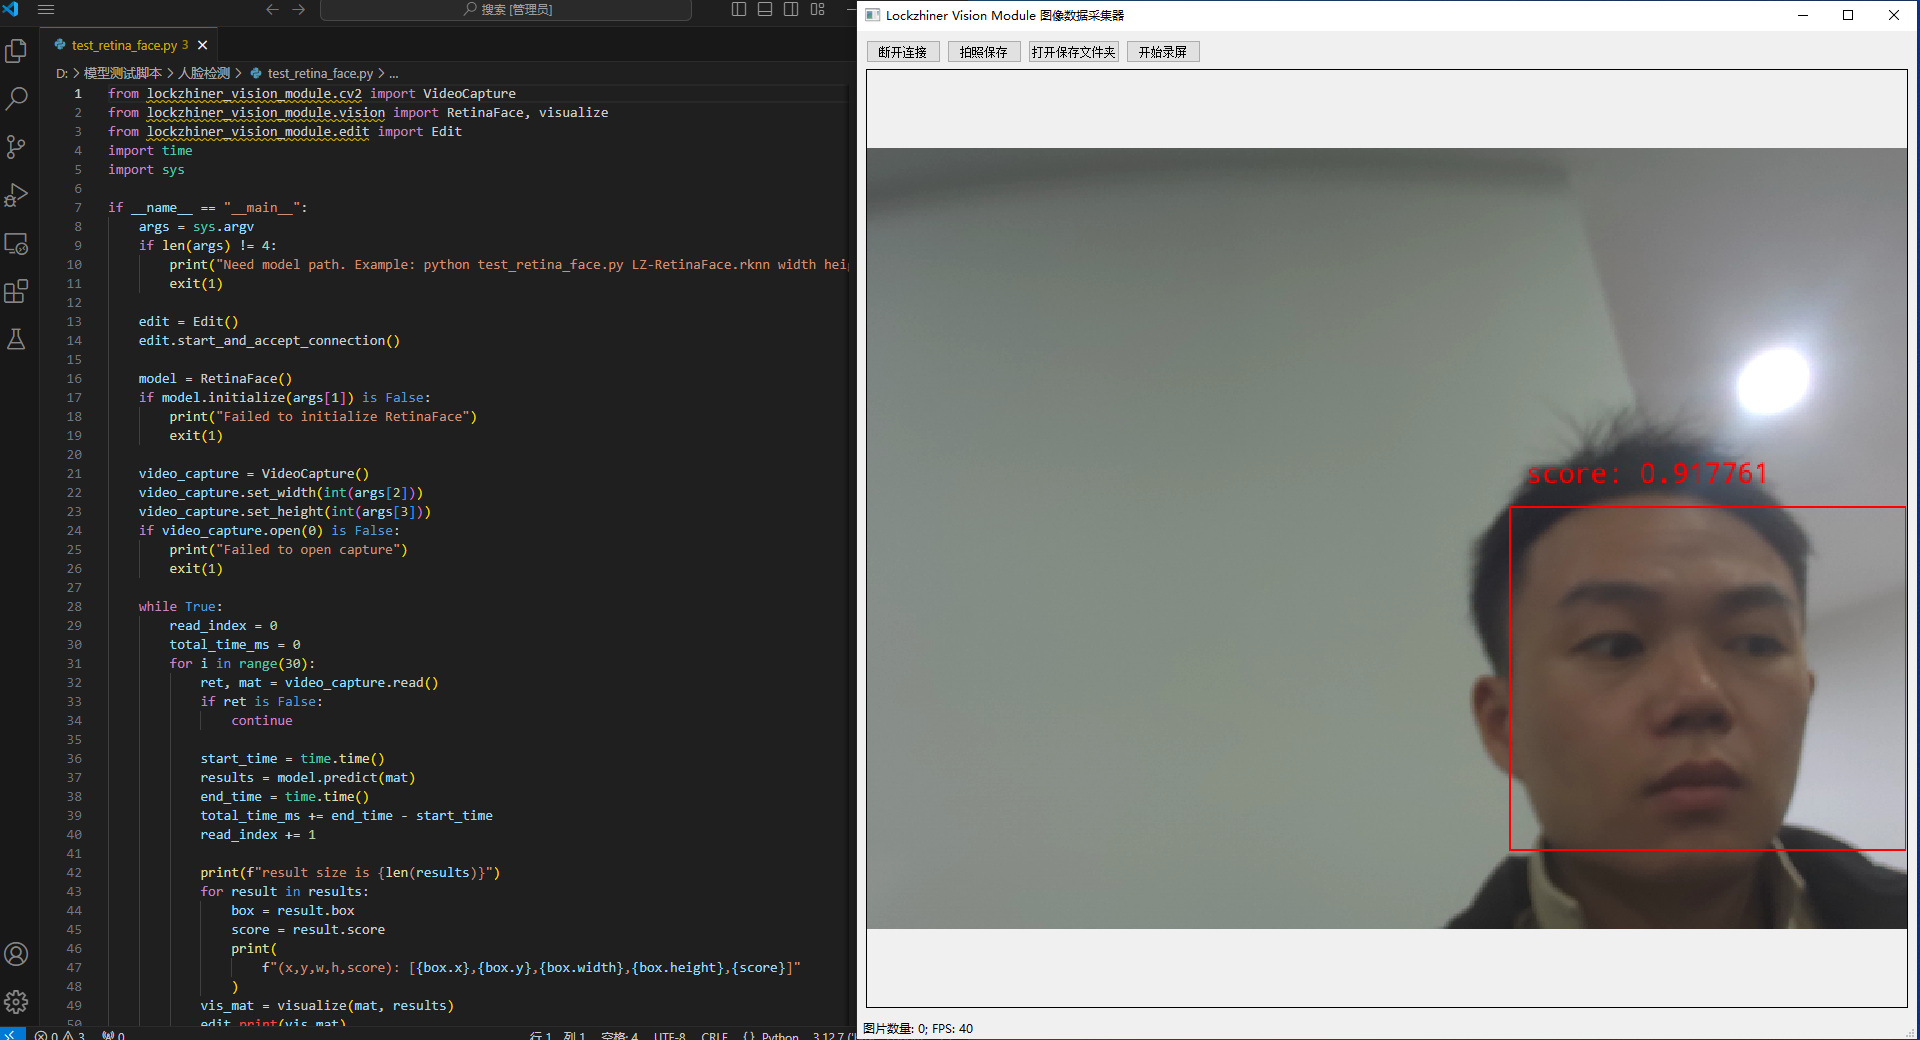 搜索 [管理员]
test_retina_face.py 3
D: > 模型测试脚本 > 人脸检测 > test_retina_face.py > ...
1 from lockzhiner_vision_module.cv2 import VideoCapture
2 from lockzhiner_vision_module.vision import RetinaFace, visualize
3 from lockzhiner_vision_module.edit import Edit
4 import time
5 import sys
6
7 if __name__ == "__main__":
8 args = sys.argv
9 if len(args) != 4:
10 print("Need model path. Example: python test_retina_face.py LZ-RetinaFace.rknn width hei
11 exit(1)
12
13 edit = Edit()
14 edit.start_and_accept_connection()
15
16 model = RetinaFace()
17 if model.initialize(args[1]) is False:
18 print("Failed to initialize RetinaFace")
19 exit(1)
20
21 video_capture = VideoCapture()
22 video_capture.set_width(int(args[2]))
23 video_capture.set_height(int(args[3]))
24 if video_capture.open(0) is False:
25 print("Failed to open capture")
26 exit(1)
27
28 while True:
29 read_index = 0
30 total_time_ms = 0
31 for i in range(30):
32 ret, mat = video_capture.read()
33 if ret is False:
34 continue
35
36 start_time = time.time()
37 results = model.predict(mat)
38 end_time = time.time()
39 total_time_ms += end_time - start_time
40 read_index += 1
41
42 print(f"result size is {len(results)}")
43 for result in results:
44 box = result.box
45 score = result.score
46 print(
47 f"(x,y,w,h,score): [{box.x},{box.y},{box.width},{box.height},{score}]"
48 )
49 vis_mat = visualize(mat, results)
50 edit.print(vis_mat)
0 3 0 行 1, 列 1 空格: 4 UTF-8 CRLF {} Python 3.12.7
Lockzhiner Vision Module 图像数据采集器
断开连接 拍照保存 打开保存文件夹 开始录屏
score: 0.917761
图片数量: 0; FPS: 40